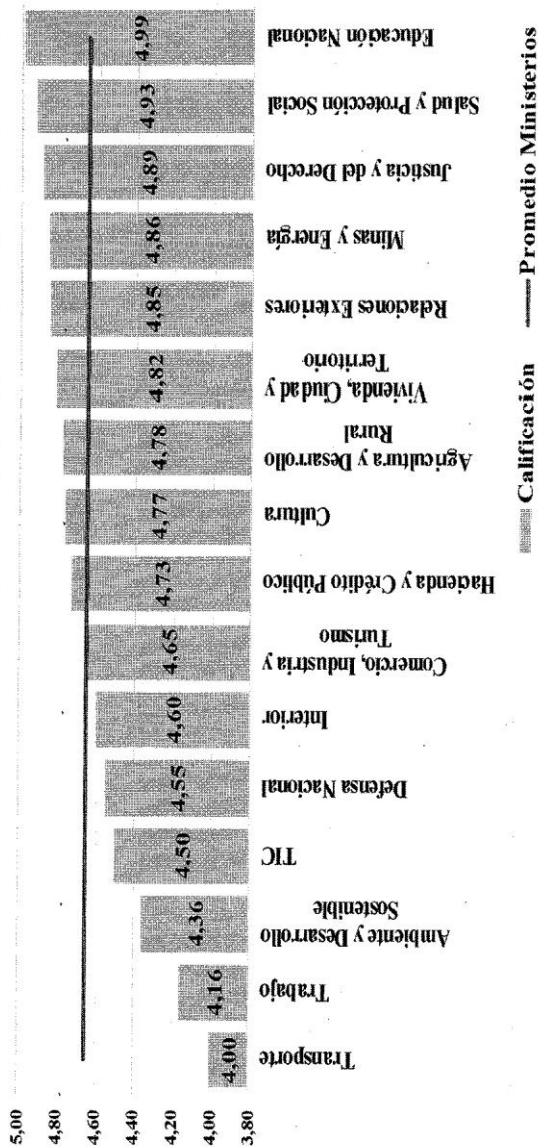 5,00
4,80
4,60
4,40
4,20
4,00
3,80
4,00
4,16
4,36
4,50
4,55
4,60
4,65
4,73
4,77
4,78
4,82
4,85
4,86
4,89
4,93
4,99
Transporte
Trabajo
Ambiente y Desarrollo
Sostenible
TIC
Defensa Nacional
Interior
Comercio, Industria y
Turismo
Hacienda y Crédito Público
Cultura
Agricultura y Desarrollo
Rural
Vivienda, Ciudad y
Territorio
Relaciones Exteriores
Minas y Energía
Justicia y del Derecho
Salud y Protección Social
Educación Nacional
Calificación
Promedio Ministerios